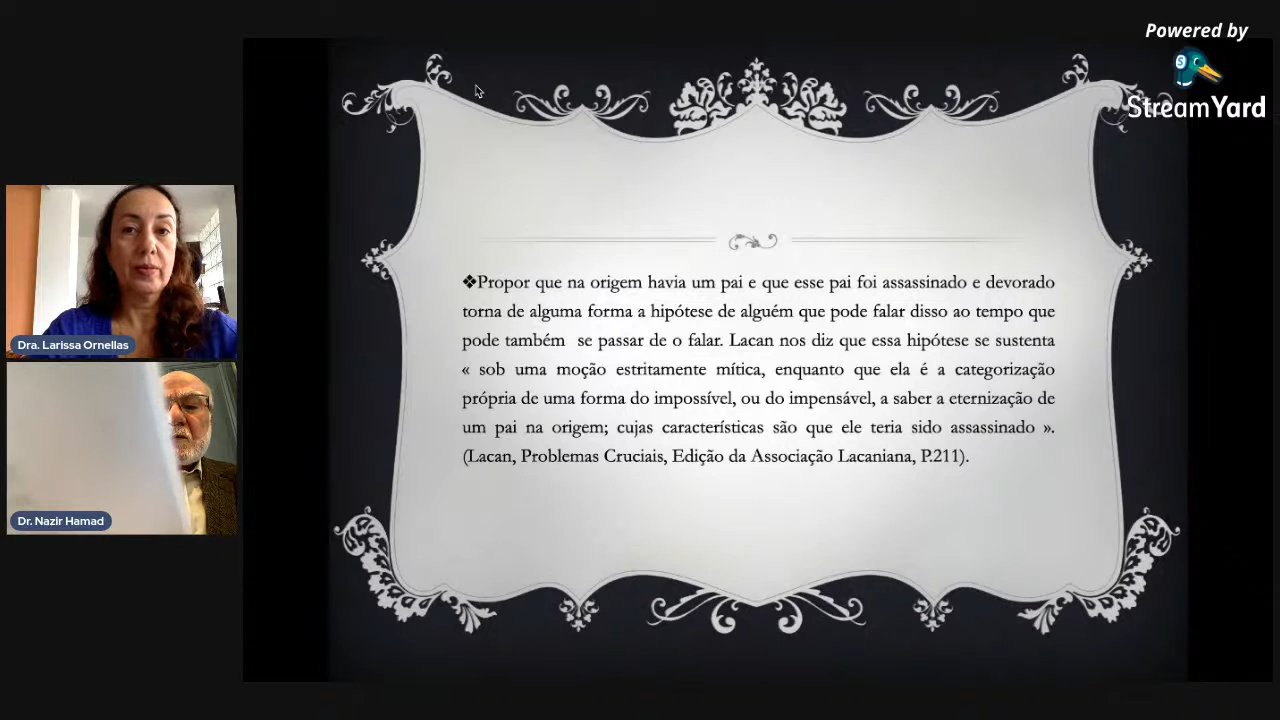 Powered by
StreamYard
❖Propor que na origem havia um pai e que esse pai foi assassinado e devorado
torna de alguma forma a hipótese de alguém que pode falar disso ao tempo que
pode também se passar de o falar. Lacan nos diz que essa hipótese se sustenta
« sob uma moção estritamente mítica, enquanto que ela é a categorização
própria de uma forma do impossível, ou do impensável, a saber a eternização de
um pai na origem; cujas características são que ele teria sido assassinado ».
(Lacan, Problemas Cruciais, Edição da Associação Lacaniana, P.211).
Dra. Larissa Ornellas
Dr. Nazir Hamad